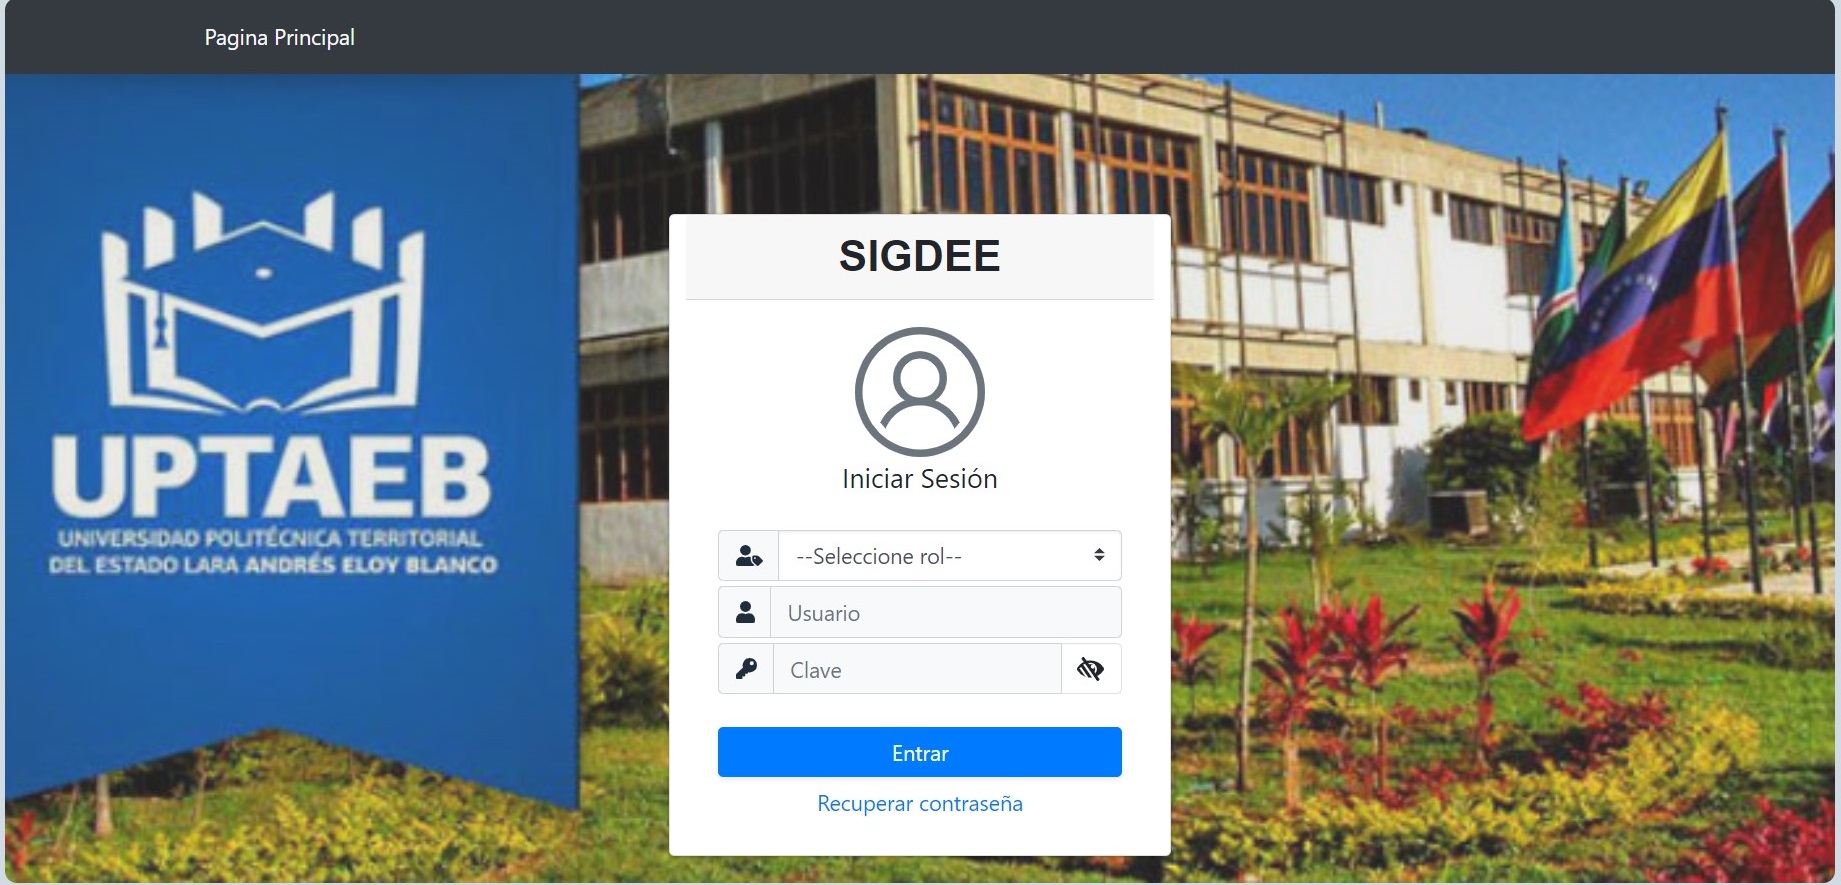 Pagina Principal
UPTAEB
UNIVERSIDAD POLITÉCNICA TERRITORIAL
DEL ESTADO LARA ANDRÉS ELOY BLANCO
SIGDEE
Iniciar Sesión
--Seleccione rol--
Usuario
Clave
Entrar
Recuperar contraseña